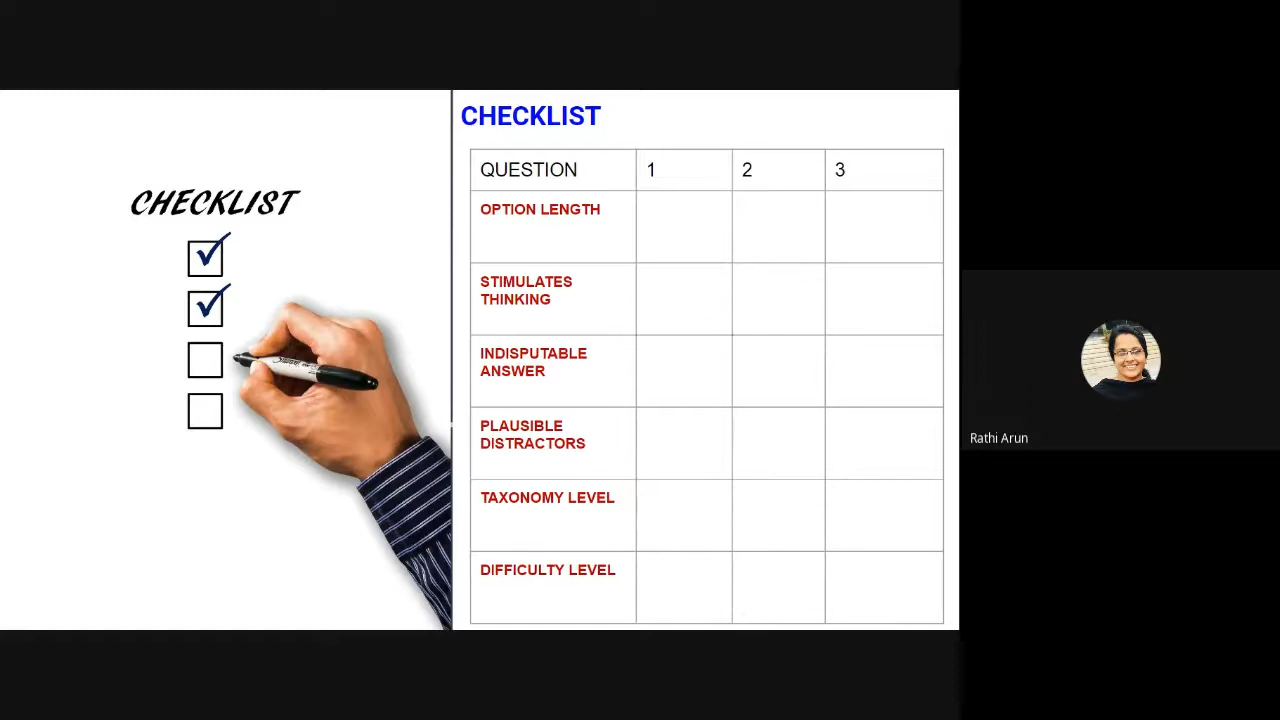 CHECKLIST
CHECKLIST
QUESTION 1 2 3
OPTION LENGTH
STIMULATES
THINKING
INDISPUTABLE
ANSWER
PLAUSIBLE
DISTRACTORS
TAXONOMY LEVEL
DIFFICULTY LEVEL
Rathi Arun